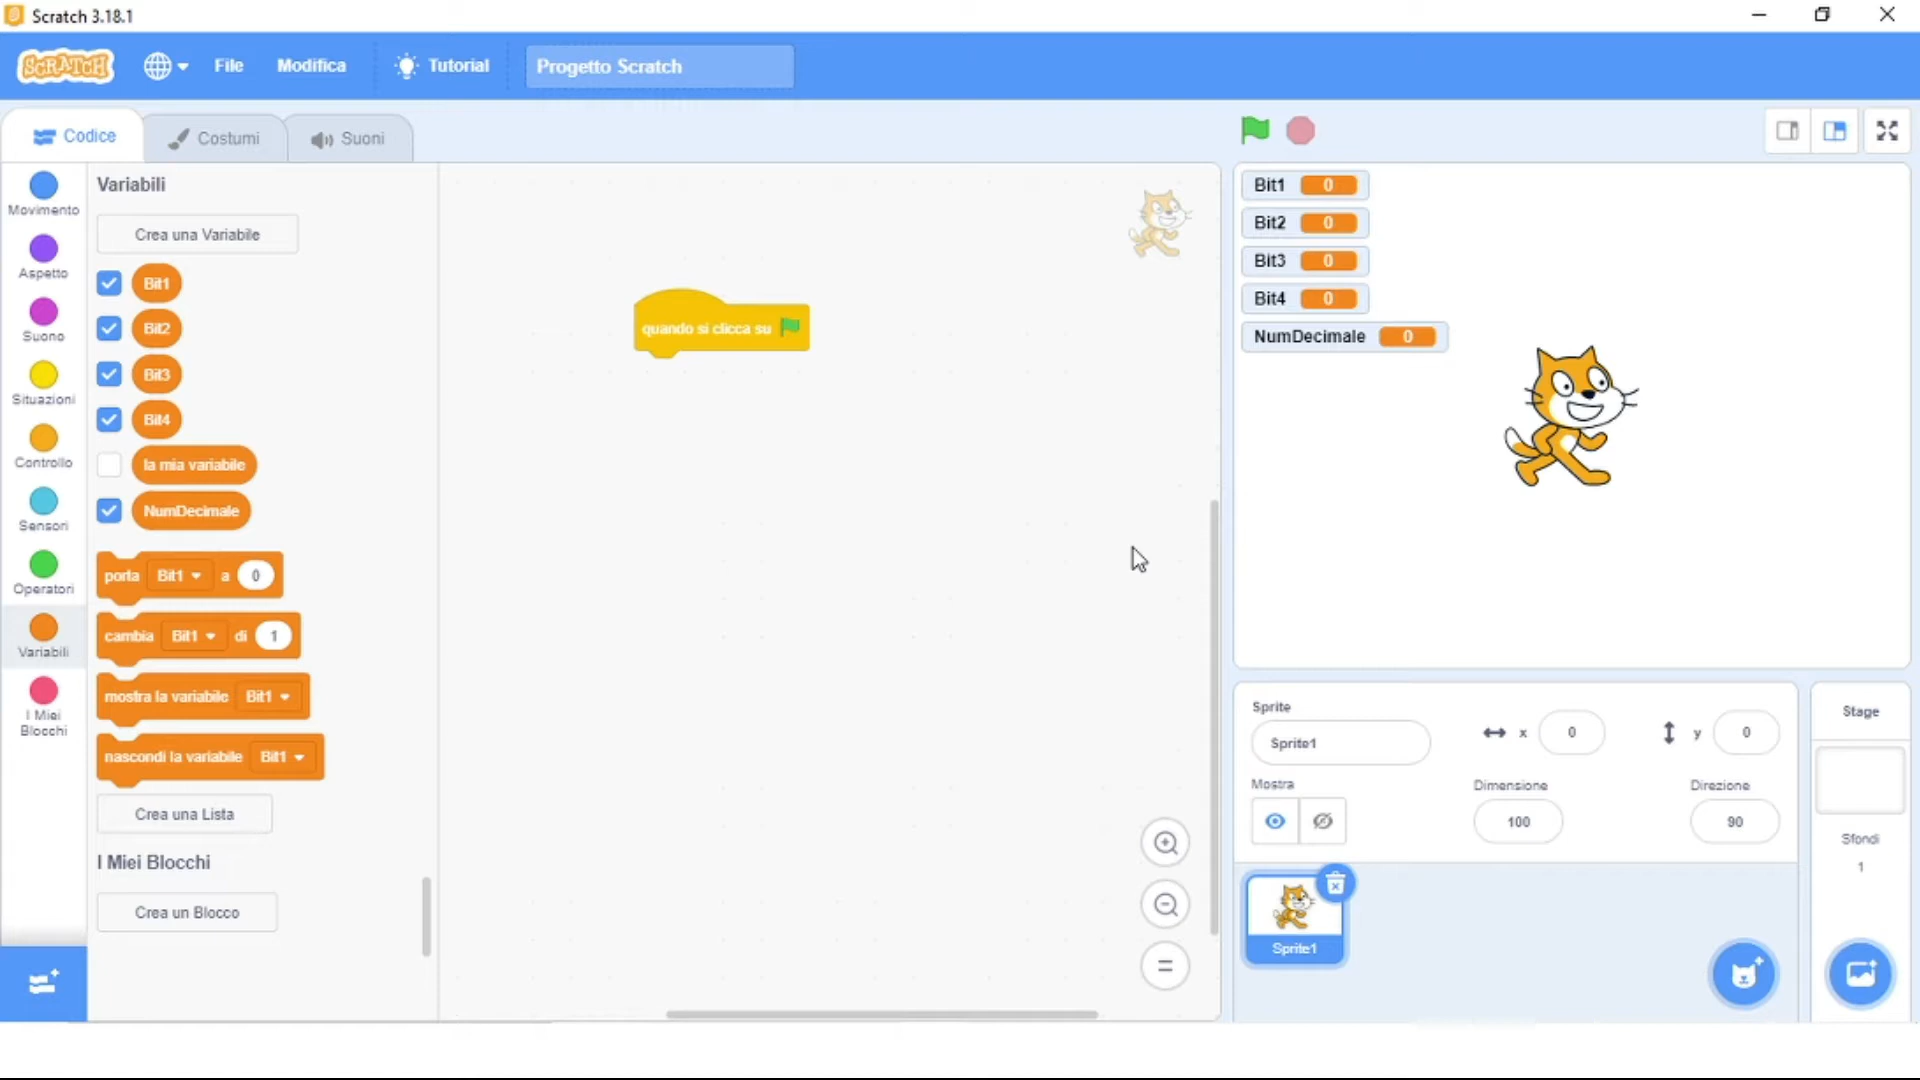 Scratch 3.18.1
SCRATCH
File
Modifica
Tutorial
Progetto Scratch
Codice
Costumi
Suoni
Movimento
Aspetto
Suono
Situazioni
Controllo
Sensori
Operatori
Variabili
I Miei
Blocchi
Variabili
Crea una Variabile
Bit1
Bit2
Bit3
Bit4
la mia variabile
NumDecimale
porta Bit1 a 0
cambia Bit1 di 1
mostra la variabile Bit1
nascondi la variabile Bit1
Crea una Lista
I Miei Blocchi
Crea un Blocco
quando si clicca su
Bit1 0
Bit2 0
Bit3 0
Bit4 0
NumDecimale 0
Sprite
Sprite1
x 0
y 0
Mostra
Dimensione
100
Direzione
90
Sprite1
Stage
Sfondi
1